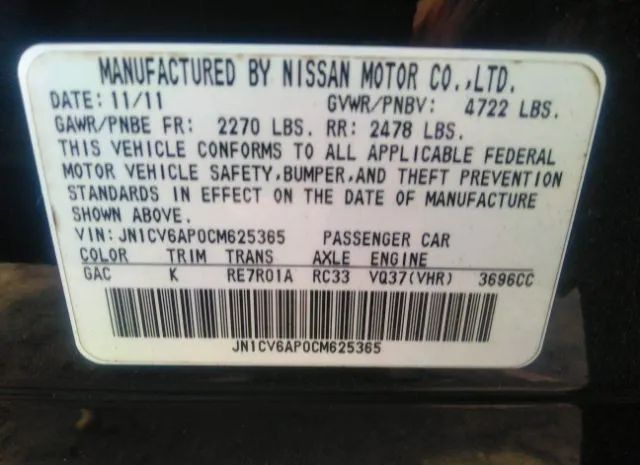 MANUFACTURED BY NISSAN MOTOR CO.,LTD.
DATE: 11/11 GVWR/PNBV: 4722 LBS.
GAWR/PNBE FR: 2270 LBS. RR: 2478 LBS.
THIS VEHICLE CONFORMS TO ALL APPLICABLE FEDERAL
MOTOR VEHICLE SAFETY,BUMPER,AND THEFT PREVENTION
STANDARDS IN EFFECT ON THE DATE OF MANUFACTURE
SHOWN ABOVE.
VIN: JN1CV6AP0CM625365 PASSENGER CAR
COLOR TRIM TRANS AXLE ENGINE
GAC K RE7R01A RC33 VQ37(VHR) 3696CC
JN1CV6AP0CM625365